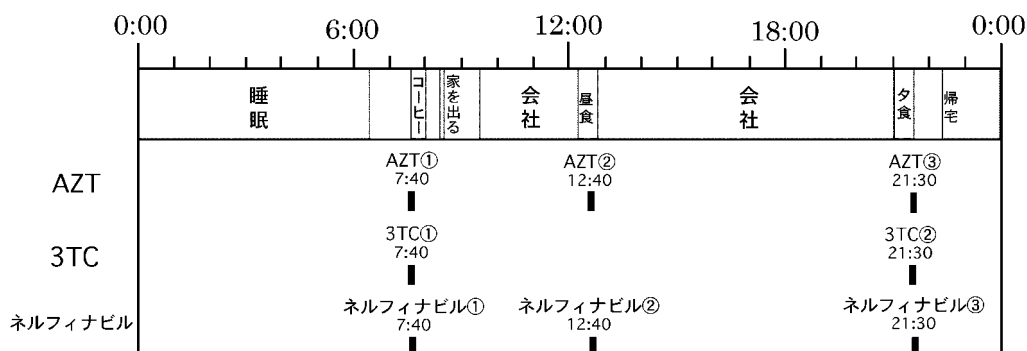 0:00 6:00 12:00 18:00 0:00
睡眠 コーヒー 家を出る 会社 昼食 会社 夕食 帰宅
AZT① AZT② AZT③
AZT 7:40 12:40 21:30
3TC① 3TC②
3TC 7:40 21:30
ネルフィナビル① ネルフィナビル② ネルフィナビル③
ネルフィナビル 7:40 12:40 21:30